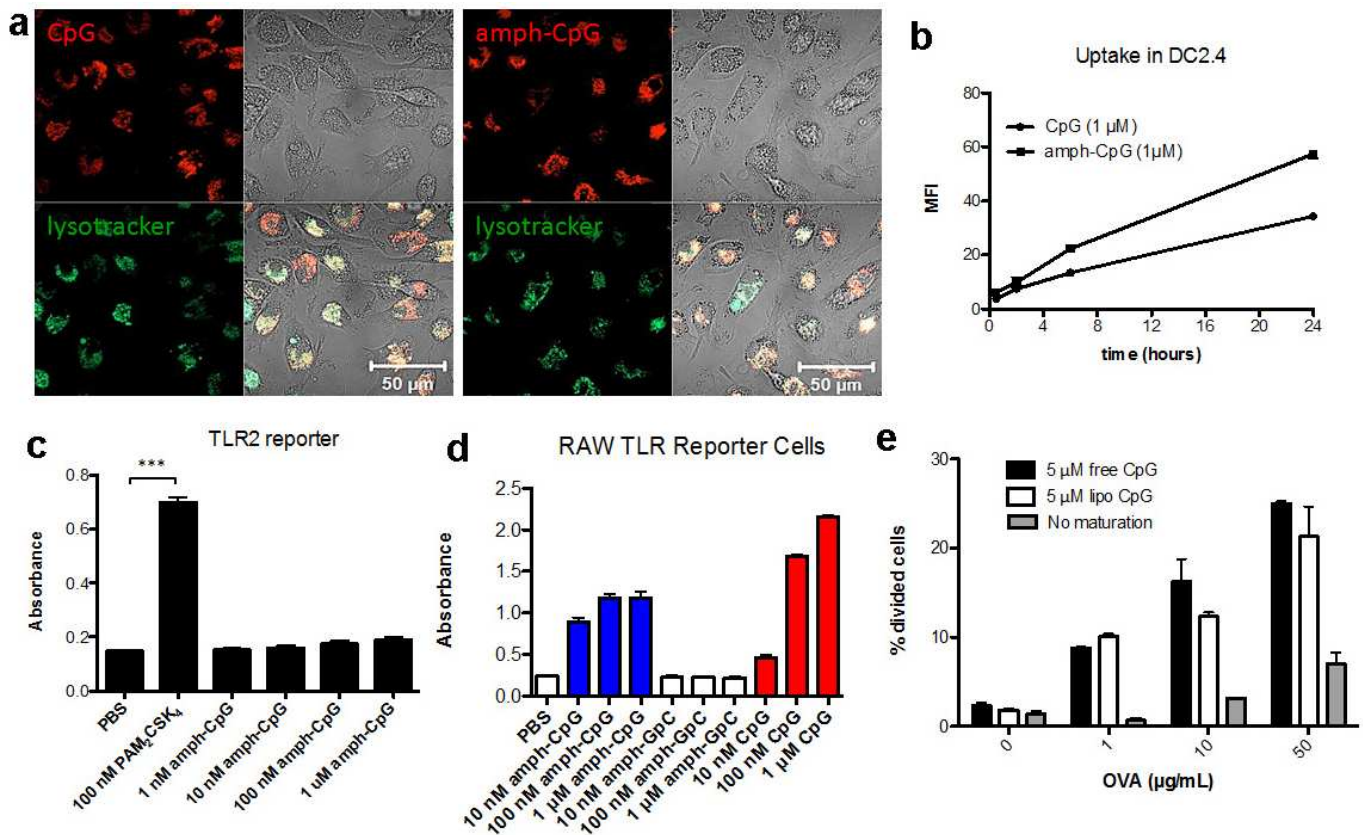 a
CpG
amph-CpG
lysotracker
lysotracker
50 µm
50 µm
b
Uptake in DC2.4
CpG (1 µM)
amph-CpG (1µM)
MFI
80
60
40
20
0
0 4 8 12 16 20 24
time (hours)
c
TLR2 reporter
***
Absorbance
0.8
0.6
0.4
0.2
0.0
PBS
100 nM PAM₂CSK₄
1 nM amph-CpG
10 nM amph-CpG
100 nM amph-CpG
1 uM amph-CpG
d
RAW TLR Reporter Cells
Absorbance
2.5
2.0
1.5
1.0
0.5
0.0
PBS
10 nM amph-CpG
100 nM amph-CpG
1 µM amph-CpG
10 nM amph-GpC
100 nM amph-GpC
1 µM amph-GpC
10 nM CpG
100 nM CpG
1 µM CpG
e
5 µM free CpG
5 µM lipo CpG
No maturation
% divided cells
30
20
10
0
0 1 10 50
OVA (µg/mL)